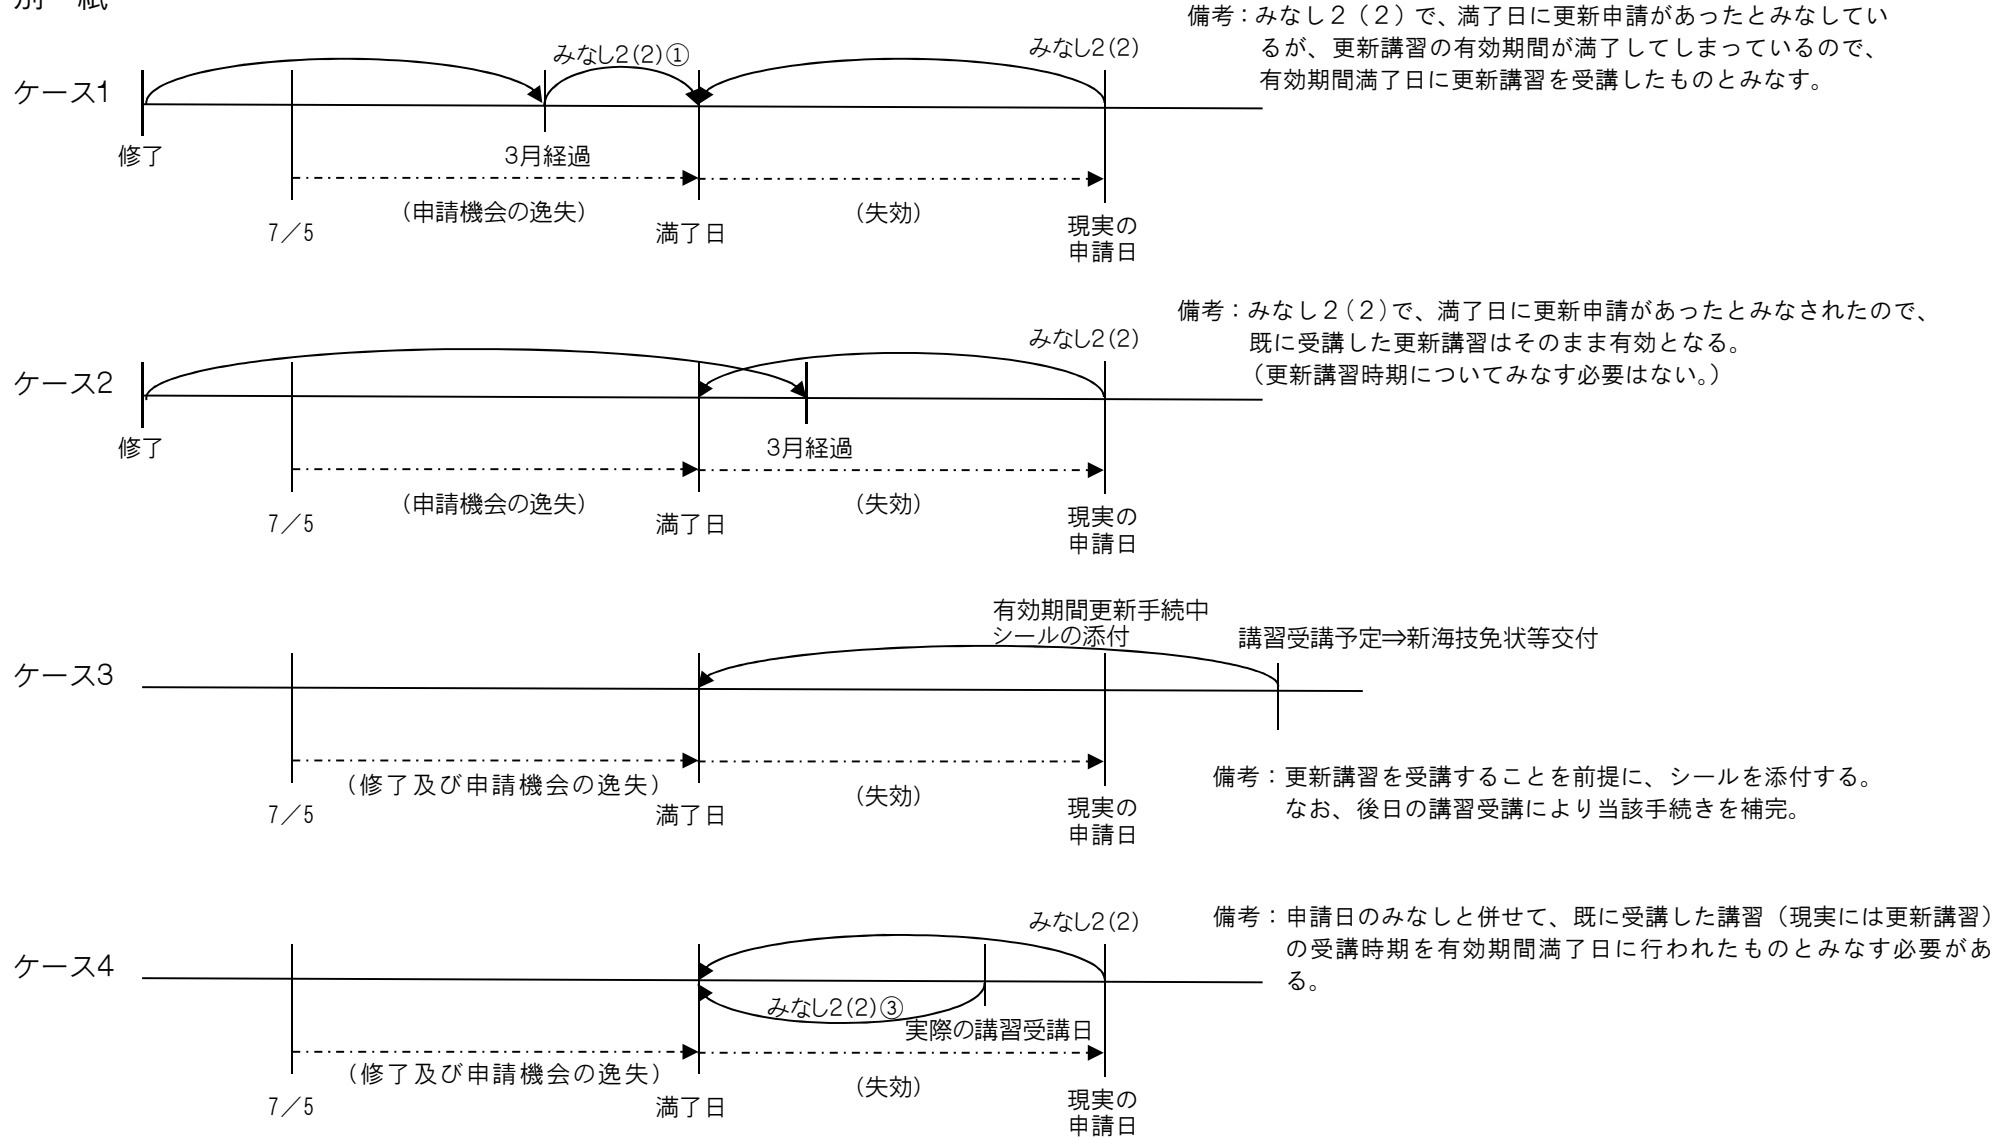 別　紙
備考：みなし２（２）で、満了日に更新申請があったとみなしてい
るが、更新講習の有効期間が満了してしまっているので、
有効期間満了日に更新講習を受講したものとみなす。
みなし2(2)①
みなし2(2)
ケース1
修了
3月経過
（申請機会の逸失）
（失効）
7／5
満了日
現実の
申請日
備考：みなし２(２)で、満了日に更新申請があったとみなされたので、
既に受講した更新講習はそのまま有効となる。
（更新講習時期についてみなす必要はない。）
みなし2(2)
ケース2
修了
3月経過
（申請機会の逸失）
（失効）
7／5
満了日
現実の
申請日
有効期間更新手続中
シールの添付
講習受講予定⇒新海技免状等交付
ケース3
（修了及び申請機会の逸失）
（失効）
7／5
満了日
現実の
申請日
備考：更新講習を受講することを前提に、シールを添付する。
なお、後日の講習受講により当該手続きを補完。
みなし2(2)
備考：申請日のみなしと併せて、既に受講した講習（現実には更新講習）
の受講時期を有効期間満了日に行われたものとみなす必要があ
る。
ケース4
みなし2(2)③
実際の講習受講日
（修了及び申請機会の逸失）
（失効）
7／5
満了日
現実の
申請日